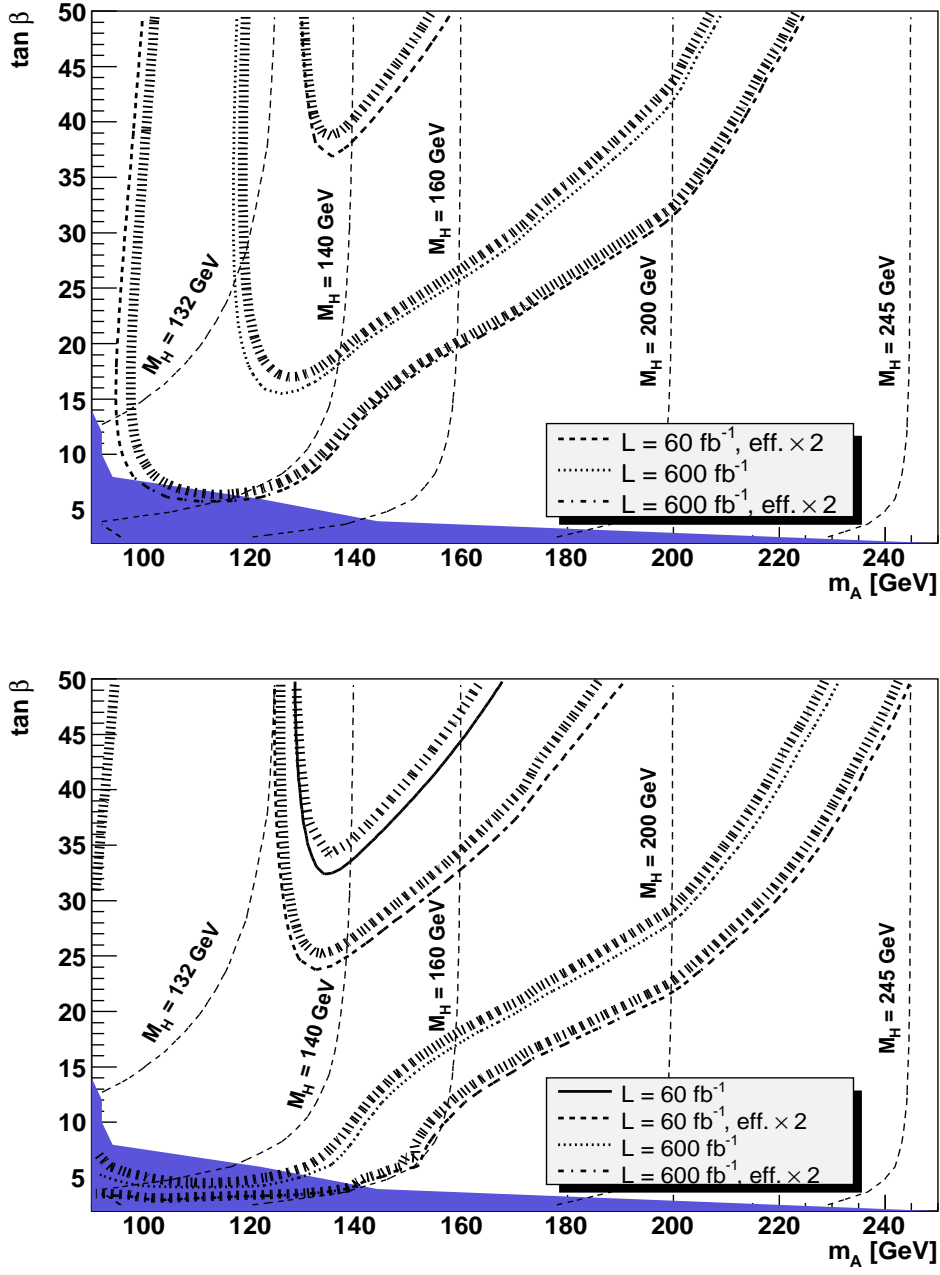 tan β
50
45
40
35
30
25
20
15
10
5
M_H = 132 GeV
M_H = 140 GeV
M_H = 160 GeV
M_H = 200 GeV
M_H = 245 GeV
L = 60 fb⁻¹, eff. × 2
L = 600 fb⁻¹
L = 600 fb⁻¹, eff. × 2
100 120 140 160 180 200 220 240
m_A [GeV]
tan β
50
45
40
35
30
25
20
15
10
5
M_H = 132 GeV
M_H = 140 GeV
M_H = 160 GeV
M_H = 200 GeV
M_H = 245 GeV
L = 60 fb⁻¹
L = 60 fb⁻¹, eff. × 2
L = 600 fb⁻¹
L = 600 fb⁻¹, eff. × 2
100 120 140 160 180 200 220 240
m_A [GeV]